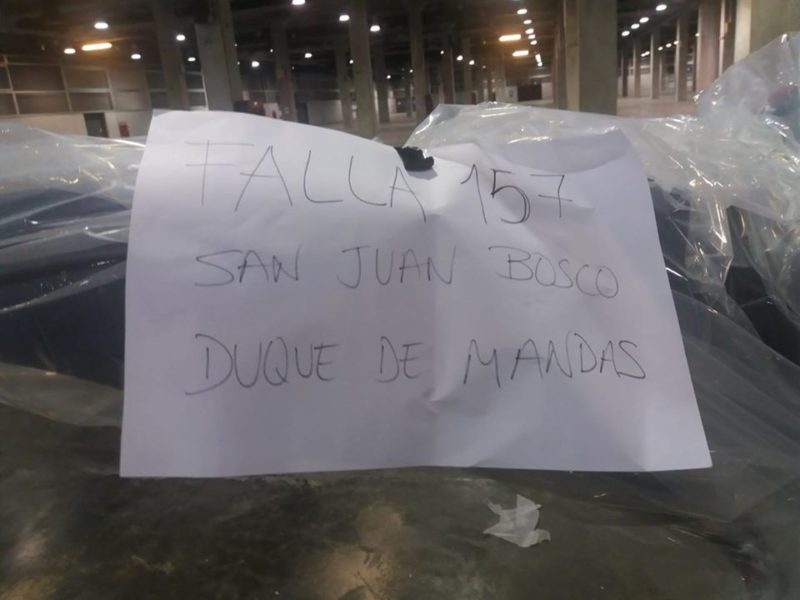 FALLA 157
SAN JUAN BOSCO
DUQUE DE MANDAS